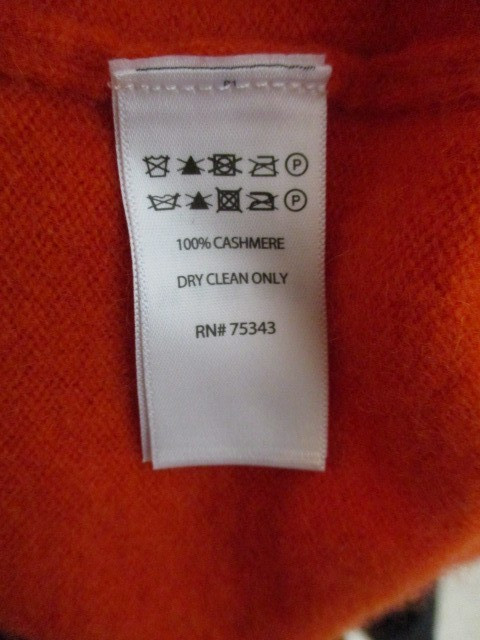 P
P
100% CASHMERE
DRY CLEAN ONLY
RN# 75343